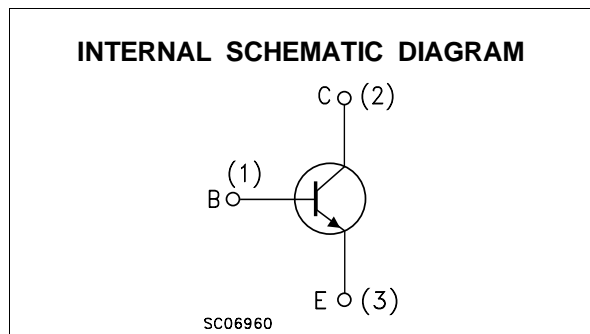 INTERNAL SCHEMATIC DIAGRAM
C (2)
(1)
B
E (3)
SC06960